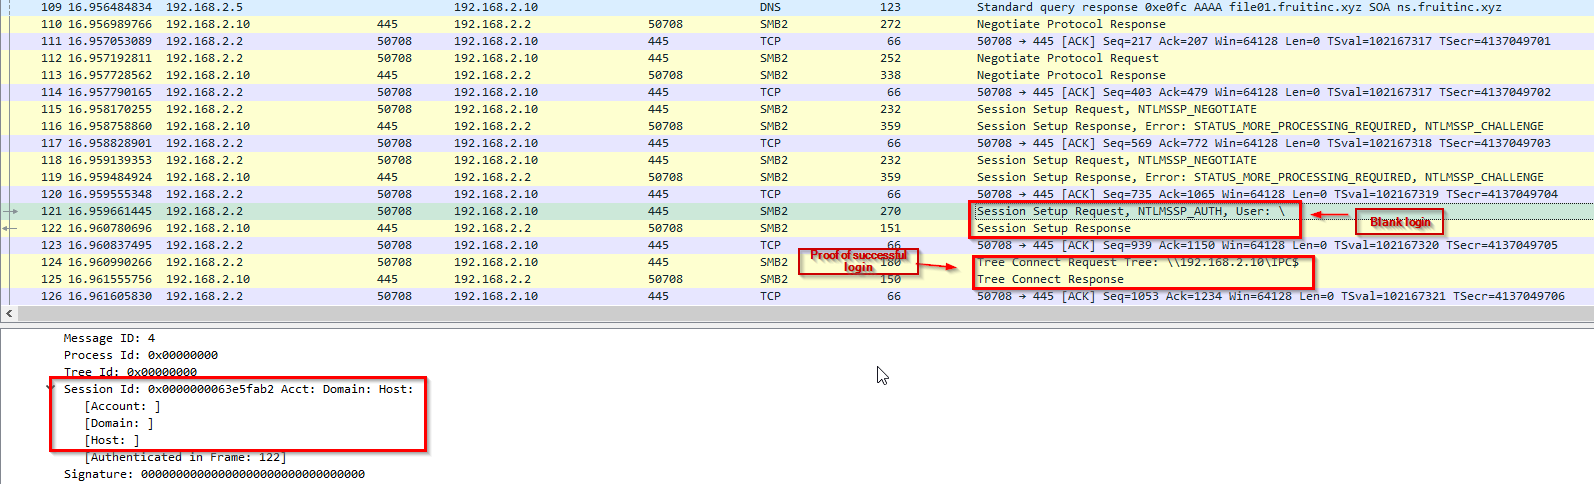 109 16.956484834 192.168.2.5 192.168.2.10 DNS 123 Standard query response 0xe0fc AAAA file01.fruitinc.xyz SOA ns.fruitinc.xyz
110 16.956989766 192.168.2.10 445 192.168.2.2 50708 SMB2 272 Negotiate Protocol Response
111 16.957053089 192.168.2.2 50708 192.168.2.10 445 TCP 66 50708 → 445 [ACK] Seq=217 Ack=207 Win=64128 Len=0 TSval=102167317 TSecr=4137049701
112 16.957192811 192.168.2.2 50708 192.168.2.10 445 SMB2 252 Negotiate Protocol Request
113 16.957728562 192.168.2.10 445 192.168.2.2 50708 SMB2 338 Negotiate Protocol Response
114 16.957790165 192.168.2.2 50708 192.168.2.10 445 TCP 66 50708 → 445 [ACK] Seq=403 Ack=479 Win=64128 Len=0 TSval=102167317 TSecr=4137049702
115 16.958170255 192.168.2.2 50708 192.168.2.10 445 SMB2 232 Session Setup Request, NTLMSSP_NEGOTIATE
116 16.958758860 192.168.2.10 445 192.168.2.2 50708 SMB2 359 Session Setup Response, Error: STATUS_MORE_PROCESSING_REQUIRED, NTLMSSP_CHALLENGE
117 16.958828901 192.168.2.2 50708 192.168.2.10 445 TCP 66 50708 → 445 [ACK] Seq=569 Ack=772 Win=64128 Len=0 TSval=102167318 TSecr=4137049703
118 16.959139353 192.168.2.2 50708 192.168.2.10 445 SMB2 232 Session Setup Request, NTLMSSP_NEGOTIATE
119 16.959484924 192.168.2.10 445 192.168.2.2 50708 SMB2 359 Session Setup Response, Error: STATUS_MORE_PROCESSING_REQUIRED, NTLMSSP_CHALLENGE
120 16.959555348 192.168.2.2 50708 192.168.2.10 445 TCP 66 50708 → 445 [ACK] Seq=735 Ack=1065 Win=64128 Len=0 TSval=102167319 TSecr=4137049704
121 16.959661445 192.168.2.2 50708 192.168.2.10 445 SMB2 270 Session Setup Request, NTLMSSP_AUTH, User: \
Blank login
122 16.960780696 192.168.2.10 445 192.168.2.2 50708 SMB2 151 Session Setup Response
123 16.960837495 192.168.2.2 50708 192.168.2.10 445 TCP 66 50708 → 445 [ACK] Seq=939 Ack=1150 Win=64128 Len=0 TSval=102167320 TSecr=4137049705
Proof of successful
login
124 16.960990266 192.168.2.2 50708 192.168.2.10 445 SMB2 180 Tree Connect Request Tree: \\192.168.2.10\IPC$
125 16.961555756 192.168.2.10 445 192.168.2.2 50708 SMB2 150 Tree Connect Response
126 16.961605830 192.168.2.2 50708 192.168.2.10 445 TCP 66 50708 → 445 [ACK] Seq=1053 Ack=1234 Win=64128 Len=0 TSval=102167321 TSecr=4137049706
Message ID: 4
Process Id: 0x00000000
Tree Id: 0x00000000
Session Id: 0x0000000063e5fab2 Acct: Domain: Host:
[Account: ]
[Domain: ]
[Host: ]
[Authenticated in Frame: 122]
Signature: 00000000000000000000000000000000